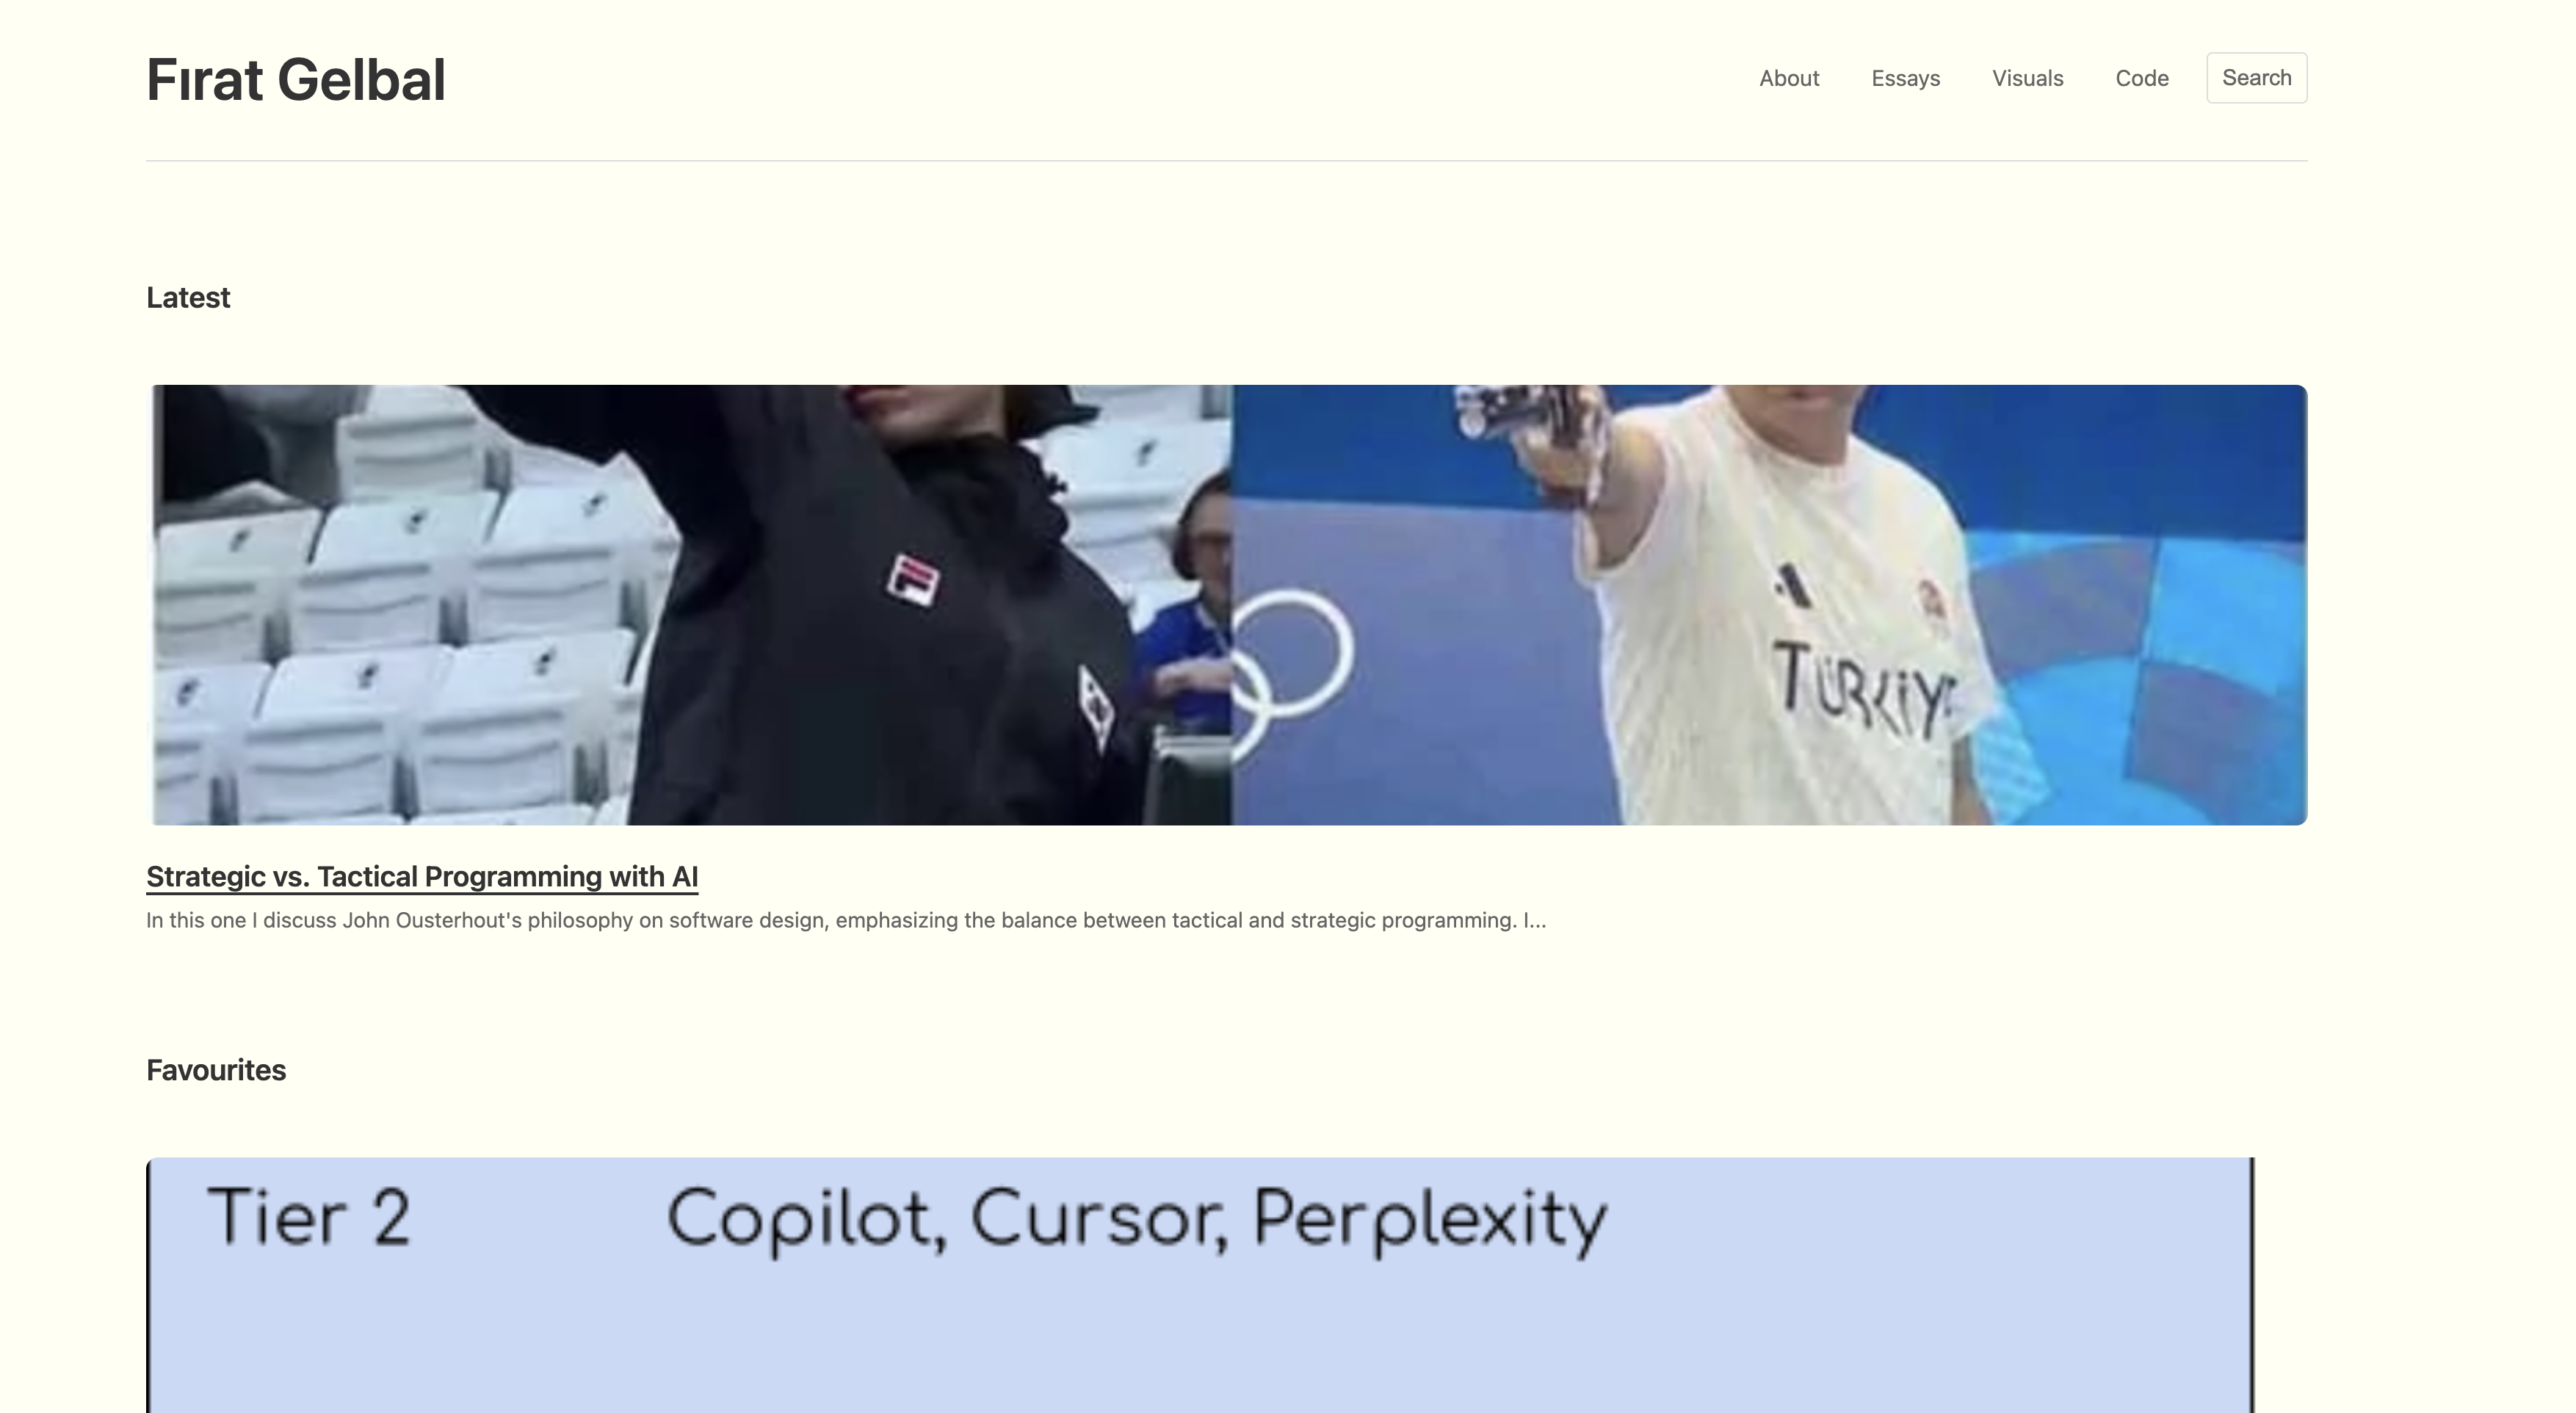 Fırat Gelbal
About Essays Visuals Code Search
Latest
TÜRKİYE
Strategic vs. Tactical Programming with AI
In this one I discuss John Ousterhout's philosophy on software design, emphasizing the balance between tactical and strategic programming. I...
Favourites
Tier 2 Copilot, Cursor, Perplexity